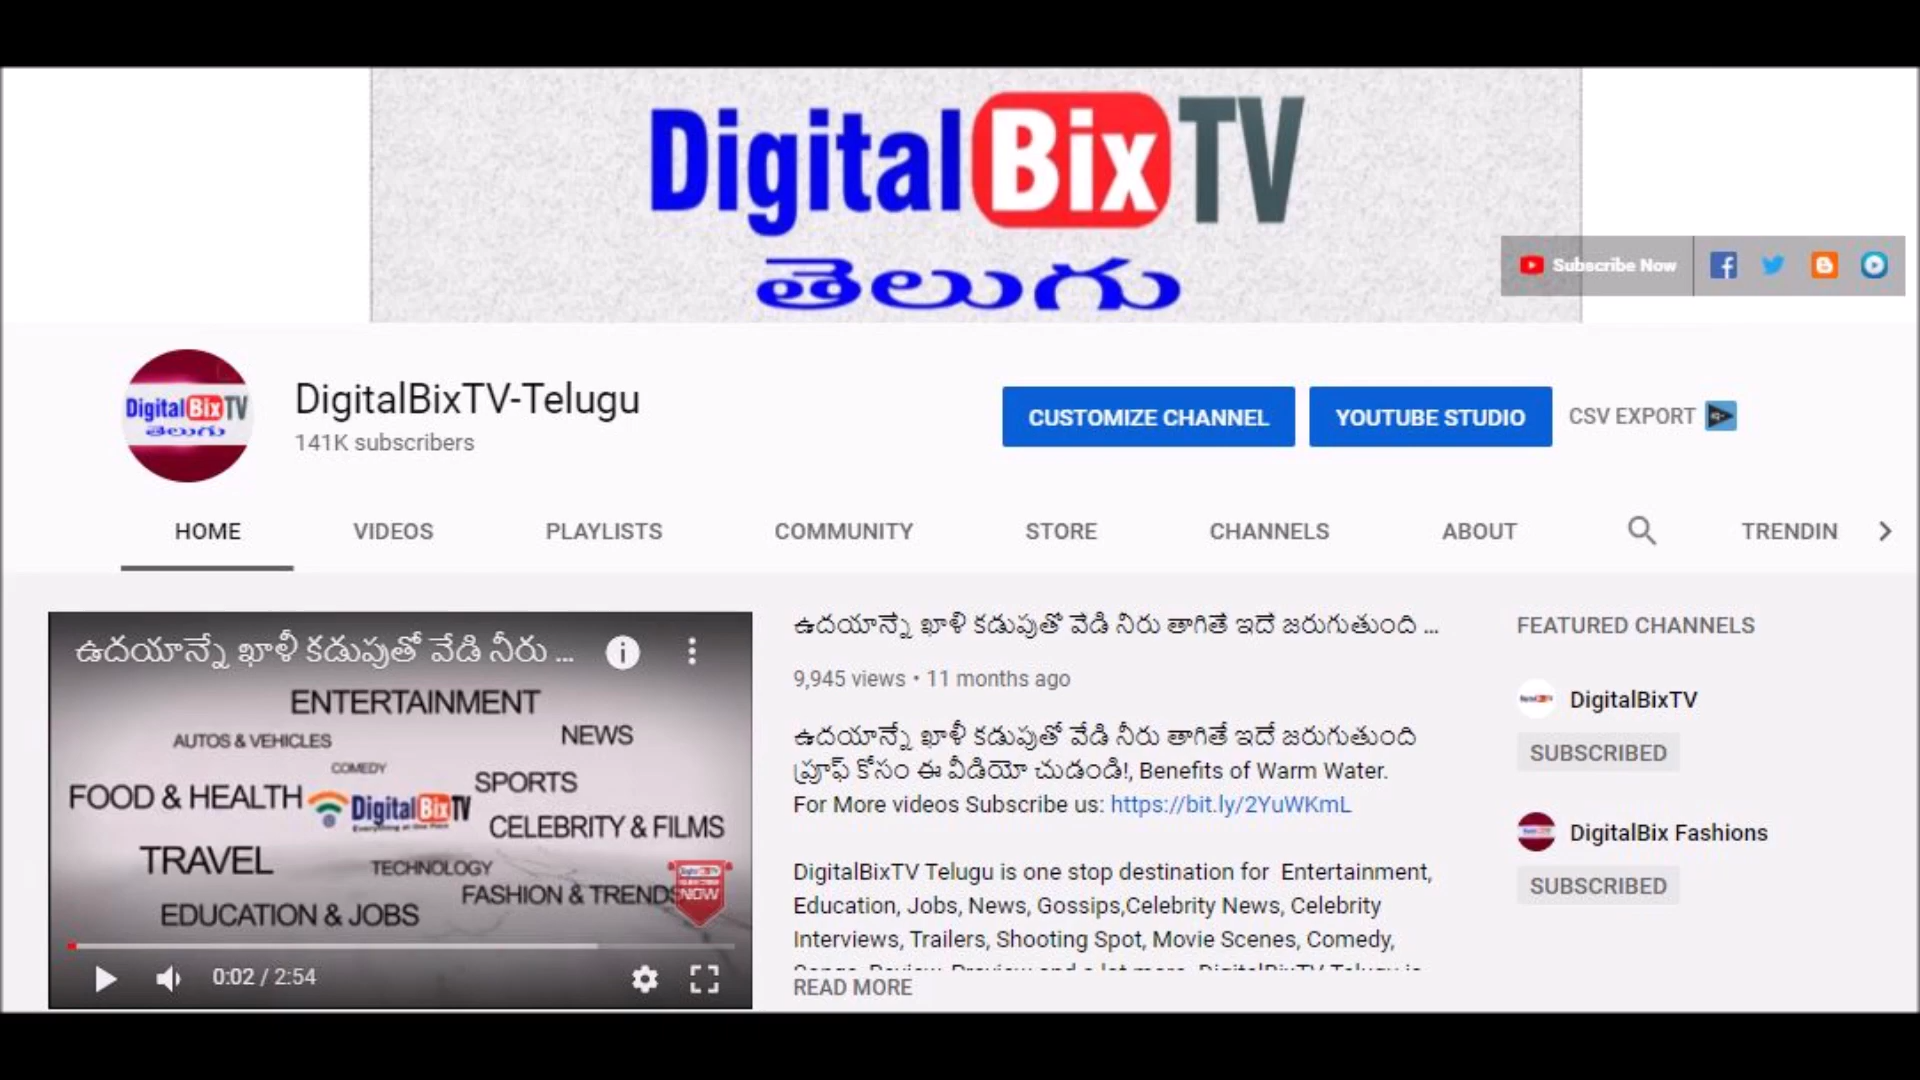 DigitalBixTV
తెలుగు
Subscribe Now
DigitalBixTV
తెలుగు
DigitalBixTV-Telugu
141K subscribers
CUSTOMIZE CHANNEL
YOUTUBE STUDIO
CSV EXPORT
HOME
VIDEOS
PLAYLISTS
COMMUNITY
STORE
CHANNELS
ABOUT
TRENDIN
ఉదయాన్నే ఖాళీ కడుపుతో వేడి నీరు ...
ENTERTAINMENT
AUTOS & VEHICLES
NEWS
COMEDY
SPORTS
FOOD & HEALTH
DigitalBixTV
Everything at One Place
CELEBRITY & FILMS
TRAVEL
TECHNOLOGY
FASHION & TRENDS
NOW
EDUCATION & JOBS
0:02 / 2:54
ఉదయాన్నే ఖాళీ కడుపుతో వేడి నీరు తాగితే ఇదే జరుగుతుంది ...
9,945 views • 11 months ago
ఉదయాన్నే ఖాళీ కడుపుతో వేడి నీరు తాగితే ఇదే జరుగుతుంది
ప్రూఫ్ కోసం ఈ వీడియో చుడండి!, Benefits of Warm Water.
For More videos Subscribe us: https://bit.ly/2YuWKmL
DigitalBixTV Telugu is one stop destination for Entertainment,
Education, Jobs, News, Gossips,Celebrity News, Celebrity
Interviews, Trailers, Shooting Spot, Movie Scenes, Comedy,
READ MORE
FEATURED CHANNELS
DigitalBixTV
SUBSCRIBED
DigitalBix Fashions
SUBSCRIBED